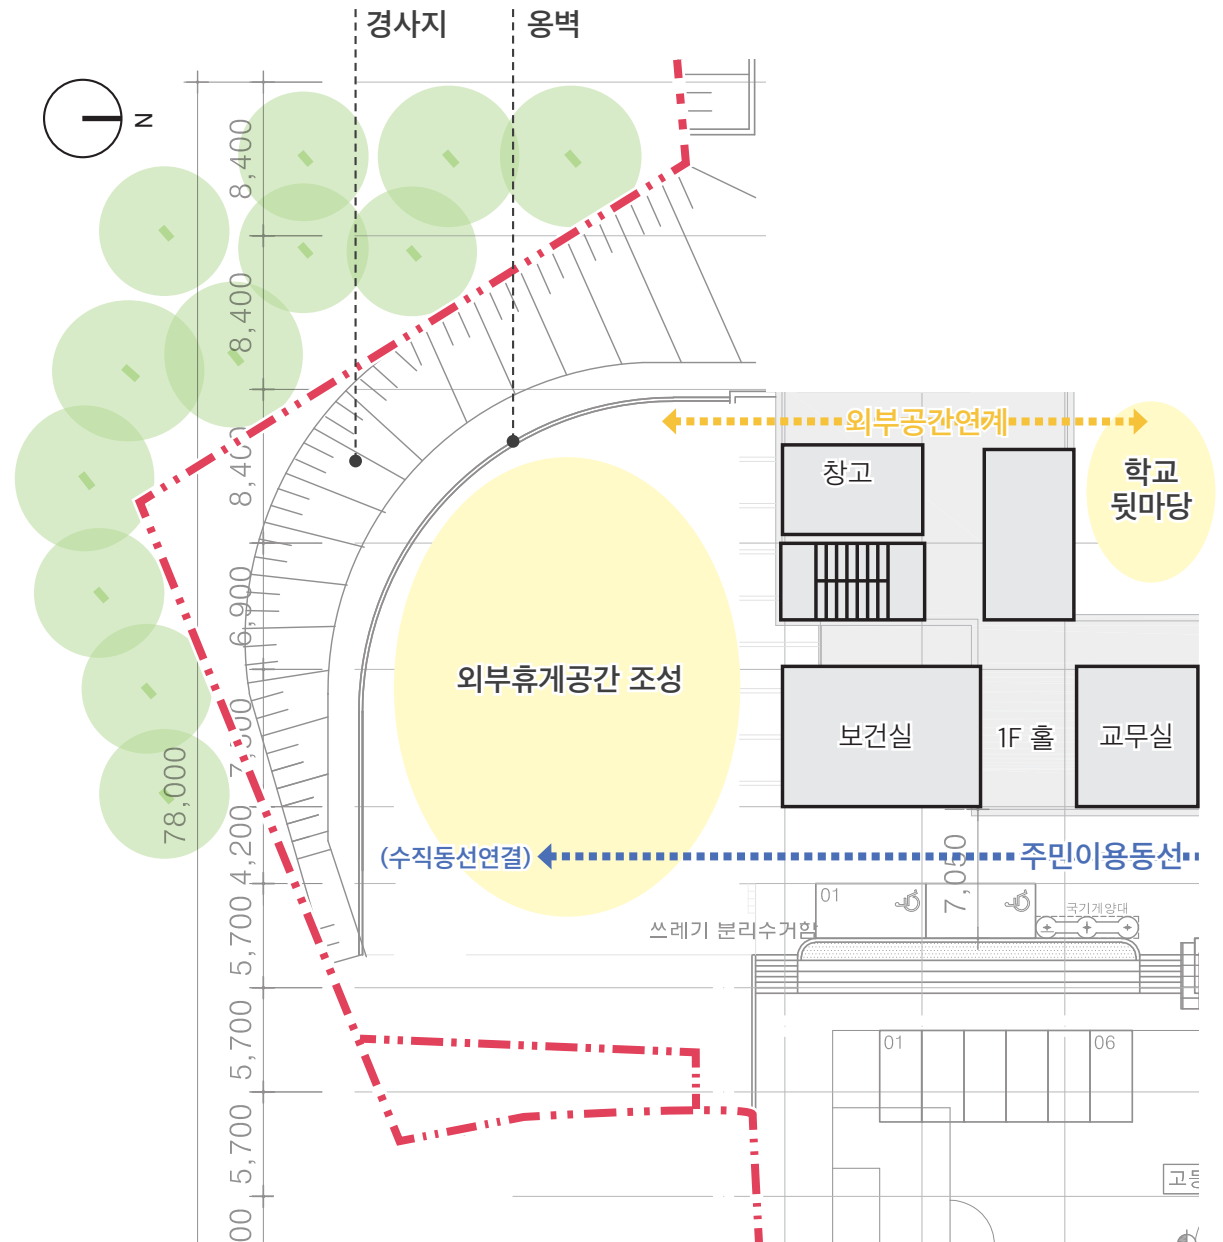 경사지
옹벽
N
8,400
8,400
외부공간연계
창고
학교
뒷마당
8,400
6,900
외부휴게공간 조성
보건실
1F 홀
교무실
7,500
78,000
4,200
(수직동선연결)
주민이용동선
7,050
01
국기게양대
쓰레기 분리수거함
5,700
5,700
01
06
5,700
고등
00